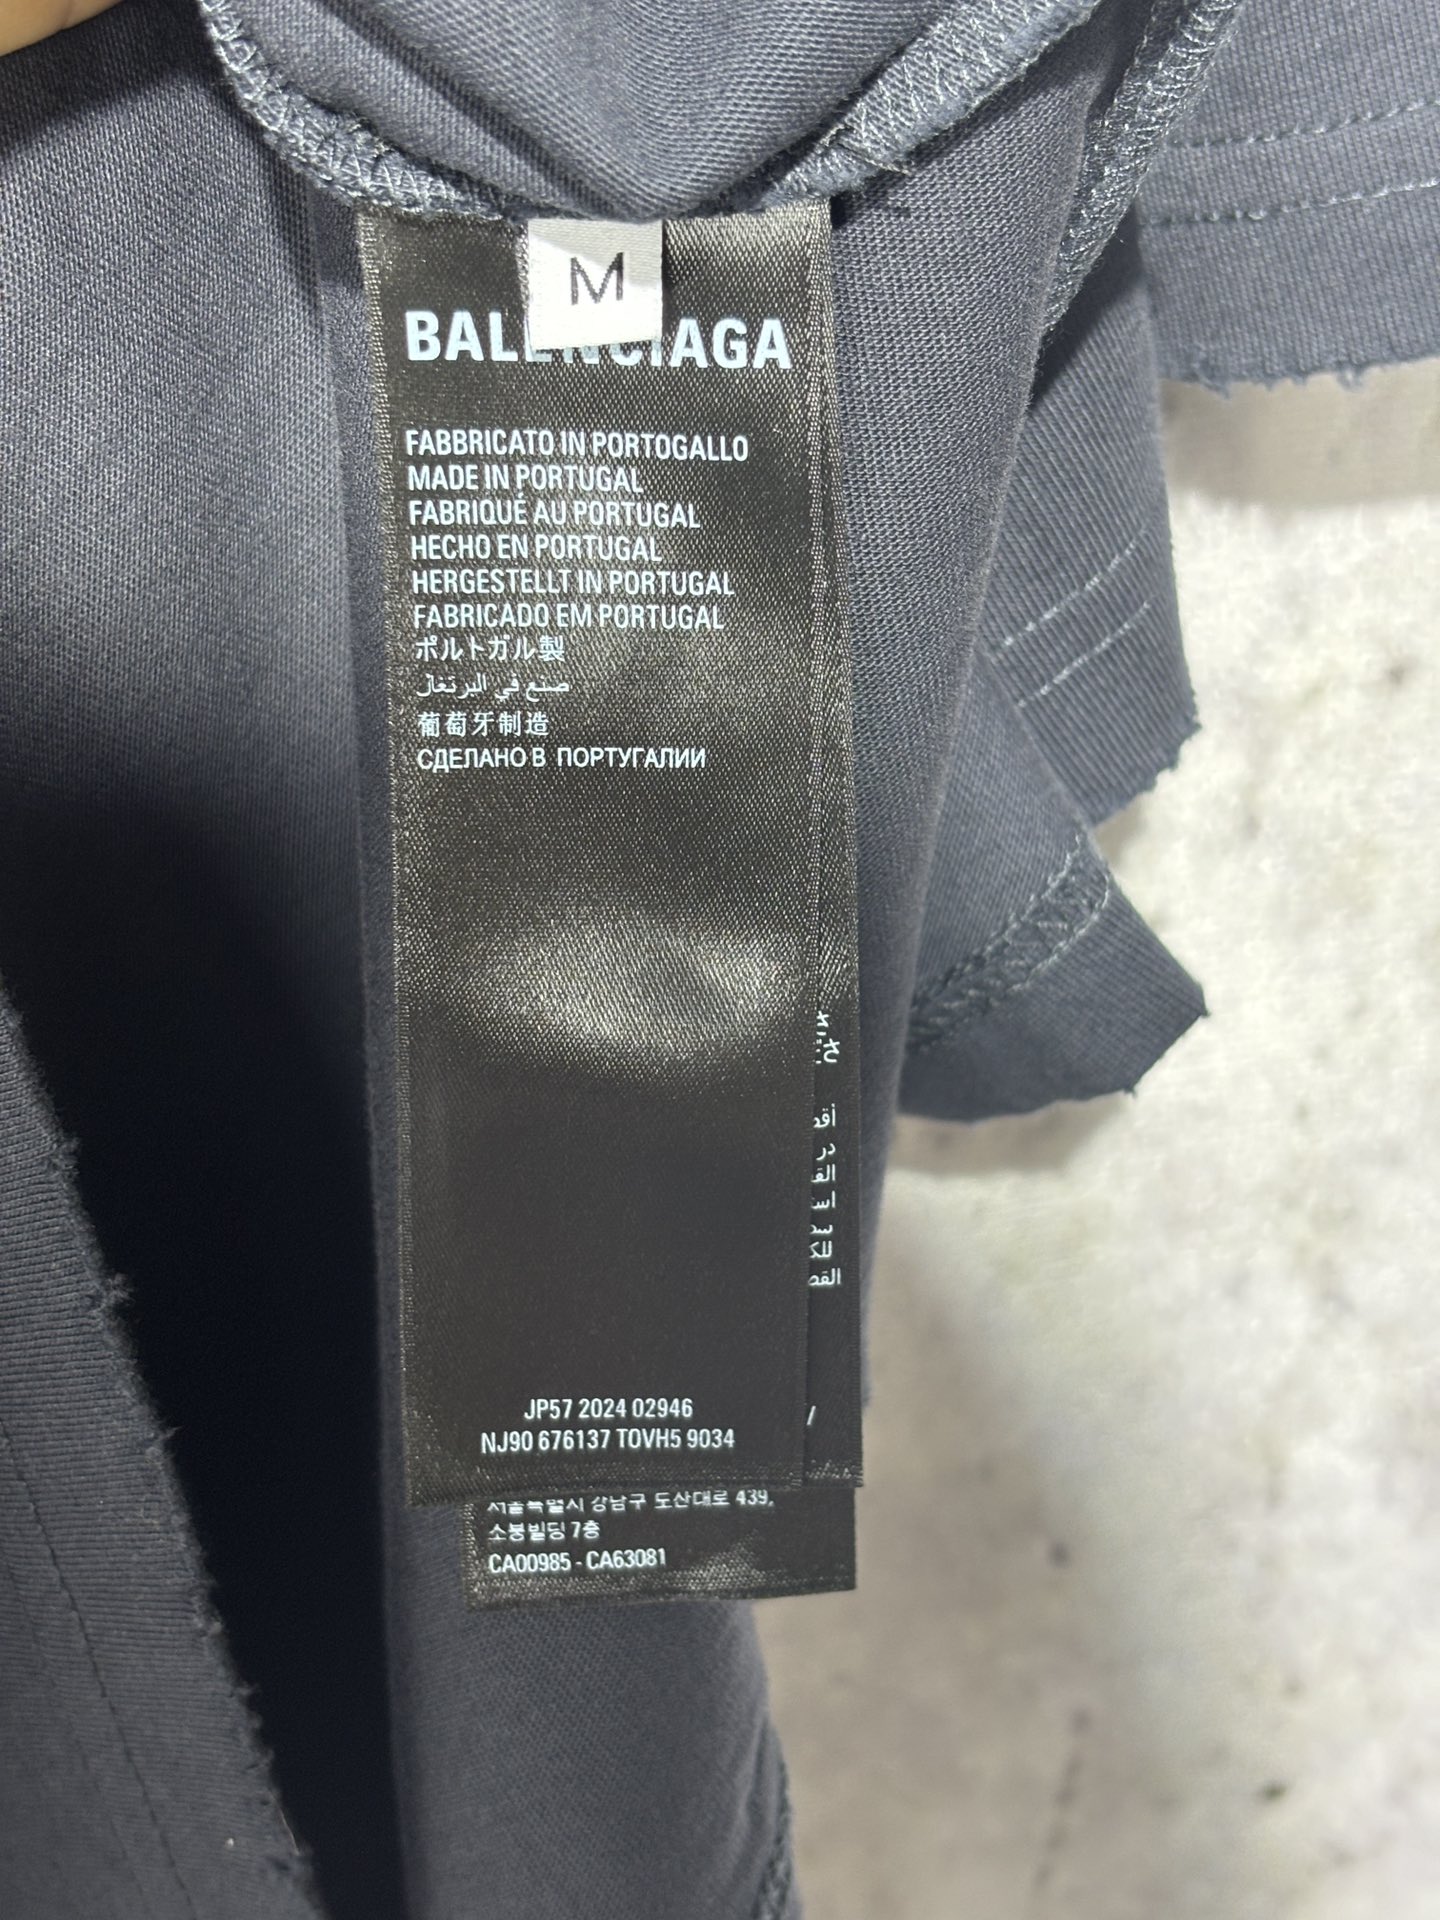 M
BALENCIAGA
FABBRICATO IN PORTOGALLO
MADE IN PORTUGAL
FABRIQUÉ AU PORTUGAL
HECHO EN PORTUGAL
HERGESTELLT IN PORTUGAL
FABRICADO EM PORTUGAL
ポルトガル製
صنع في البرتغال
葡萄牙制造
СДЕЛАНО В ПОРТУГАЛИИ
JP57 2024 02946
NJ90 676137 TOVH5 9034
서울특별시 강남구 도산대로 439,
소봉빌딩 7층
CA00985 - CA63081